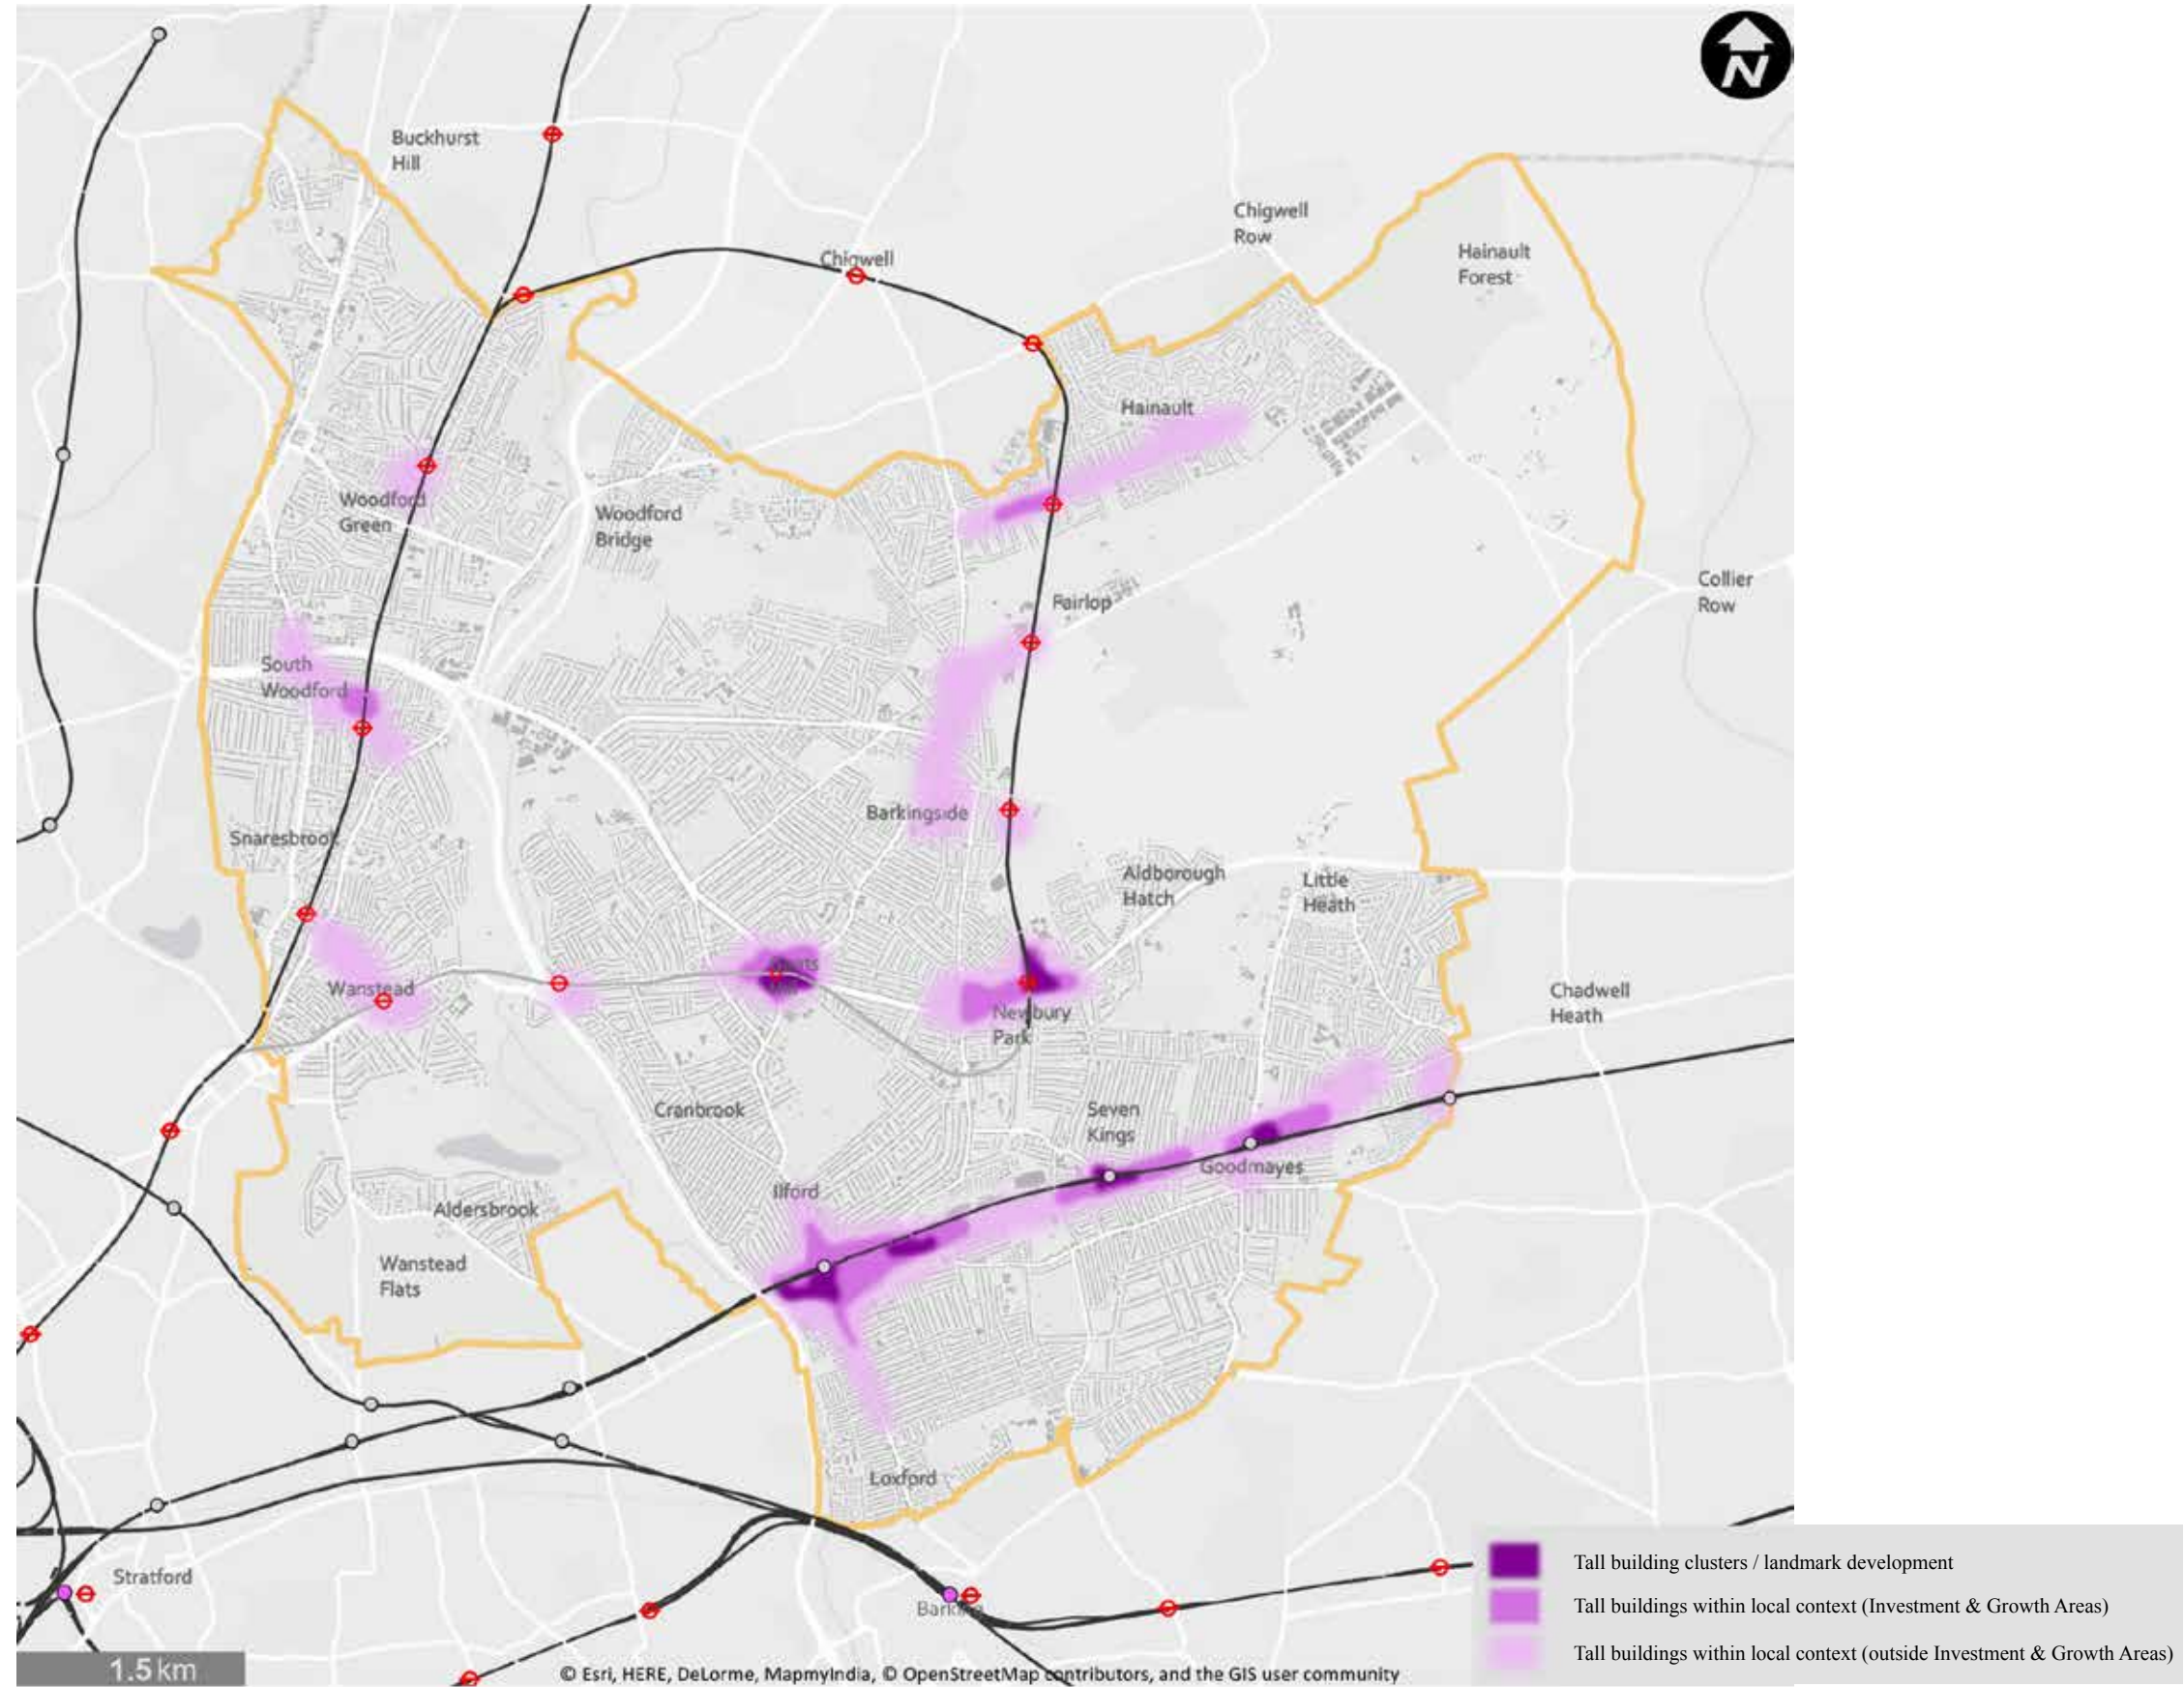 N
Buckhurst
Hill
Chigwell
Row
Chigwell
Hainault
Forest
Hainault
Woodford
Green
Woodford
Bridge
Fairlop
Collier
Row
South
Woodford
Barkingside
Snaresbrook
Aldborough
Hatch
Little
Heath
Wanstead
Newbury
Park
Chadwell
Heath
Cranbrook
Seven
Kings
Goodmayes
Ilford
Aldersbrook
Wanstead
Flats
Loxford
Stratford
Barking
Tall building clusters / landmark development
Tall buildings within local context (Investment & Growth Areas)
Tall buildings within local context (outside Investment & Growth Areas)
1.5 km
© Esri, HERE, DeLorme, MapmyIndia, © OpenStreetMap contributors, and the GIS user community